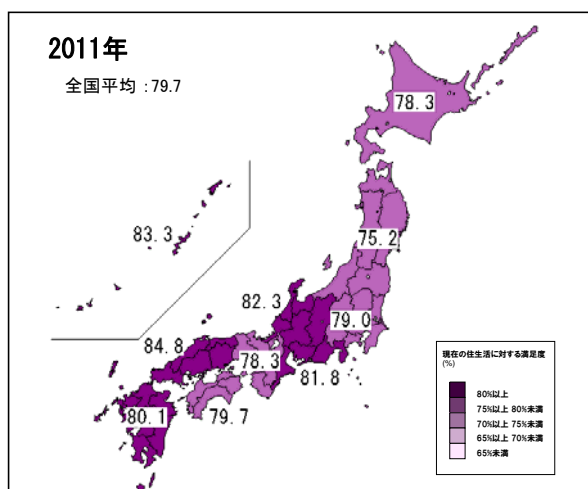 2011年
全国平均 :79.7
78.3
83.3
75.2
82.3
79.0
84.8
78.3
81.8
80.1
79.7
現在の住生活に対する満足度
(%)
80%以上
75%以上 80%未満
70%以上 75%未満
65%以上 70%未満
65%未満